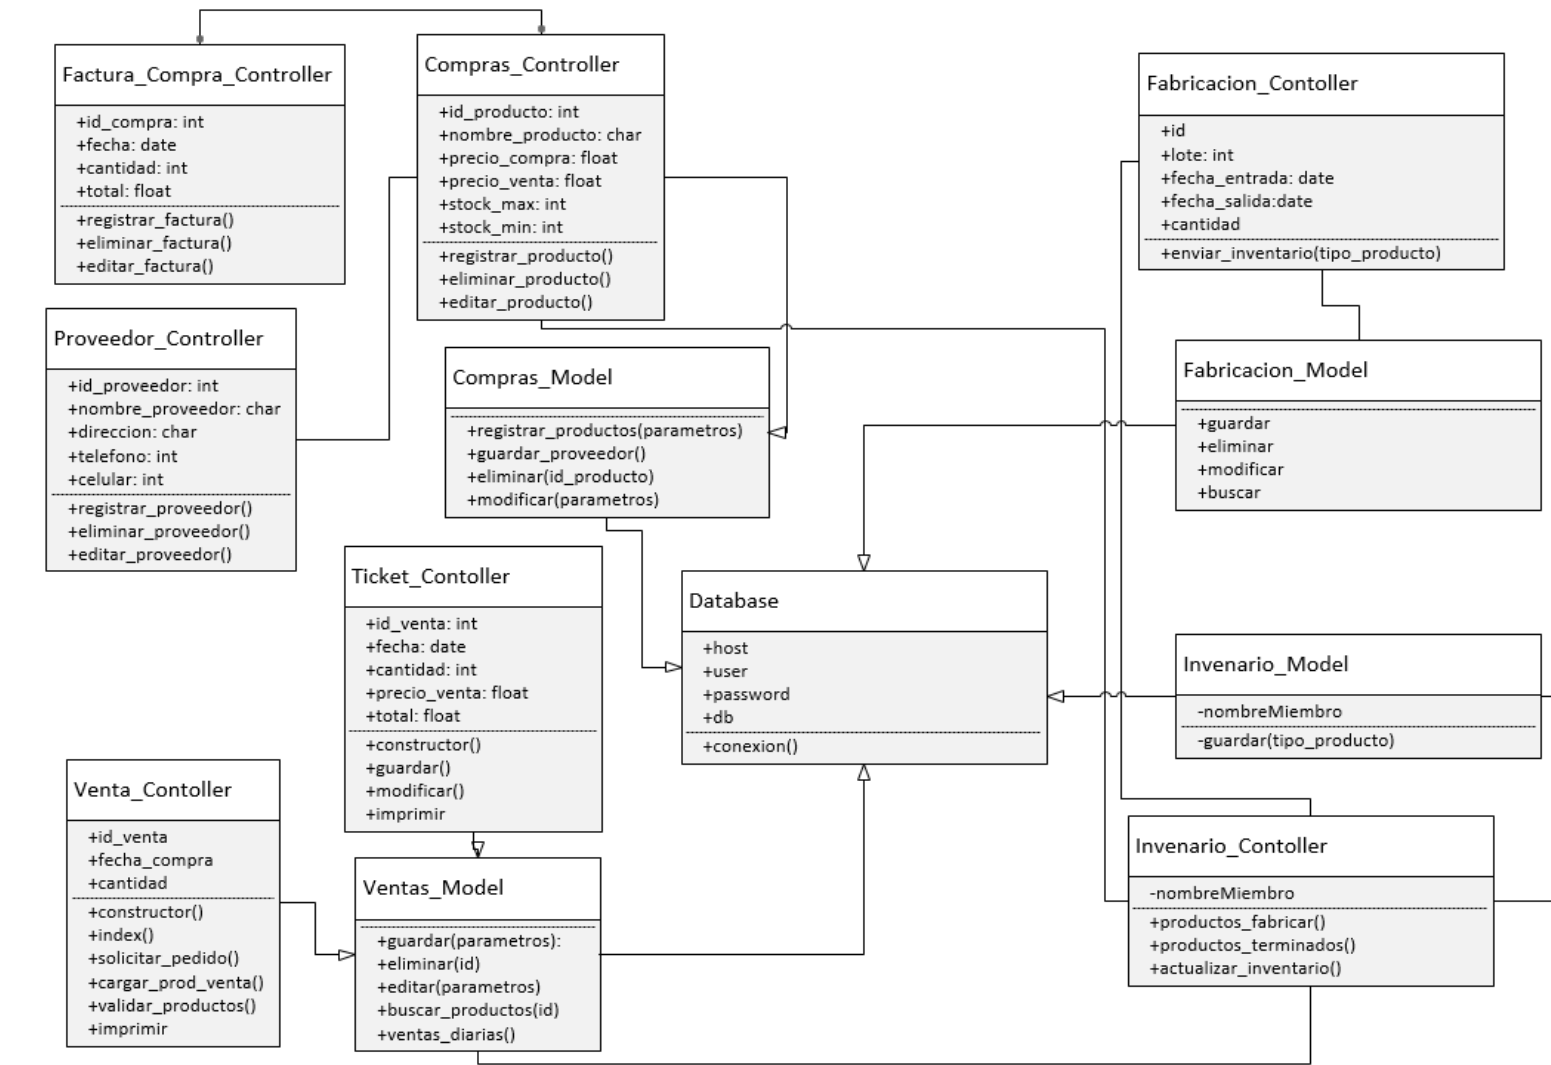 Factura_Compra_Controller
+id_compra: int
+fecha: date
+cantidad: int
+total: float
+registrar_factura()
+eliminar_factura()
+editar_factura()
Compras_Controller
+id_producto: int
+nombre_producto: char
+precio_compra: float
+precio_venta: float
+stock_max: int
+stock_min: int
+registrar_producto()
+eliminar_producto()
+editar_producto()
Fabricacion_Contoller
+id
+lote: int
+fecha_entrada: date
+fecha_salida:date
+cantidad
+enviar_inventario(tipo_producto)
Proveedor_Controller
+id_proveedor: int
+nombre_proveedor: char
+direccion: char
+telefono: int
+celular: int
+registrar_proveedor()
+eliminar_proveedor()
+editar_proveedor()
Compras_Model
+registrar_productos(parametros)
+guardar_proveedor()
+eliminar(id_producto)
+modificar(parametros)
Fabricacion_Model
+guardar
+eliminar
+modificar
+buscar
Ticket_Contoller
+id_venta: int
+fecha: date
+cantidad: int
+precio_venta: float
+total: float
+constructor()
+guardar()
+modificar()
+imprimir
Database
+host
+user
+password
+db
+conexion()
Invenario_Model
-nombreMiembro
-guardar(tipo_producto)
Venta_Contoller
+id_venta
+fecha_compra
+cantidad
+constructor()
+index()
+solicitar_pedido()
+cargar_prod_venta()
+validar_productos()
+imprimir
Ventas_Model
+guardar(parametros):
+eliminar(id)
+editar(parametros)
+buscar_productos(id)
+ventas_diarias()
Invenario_Contoller
-nombreMiembro
+productos_fabricar()
+productos_terminados()
+actualizar_inventario()